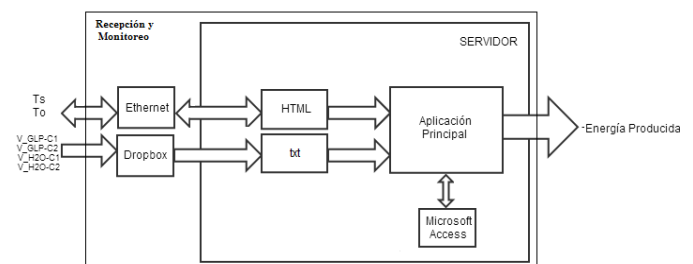 Recepción y
Monitoreo
SERVIDOR
Ts
To
Ethernet
HTML
Aplicación
Principal
-Energía Producida
V_GLP-C1
V_GLP-C2
V_H2O-C1
V_H2O-C2
Dropbox
txt
Microsoft
Access